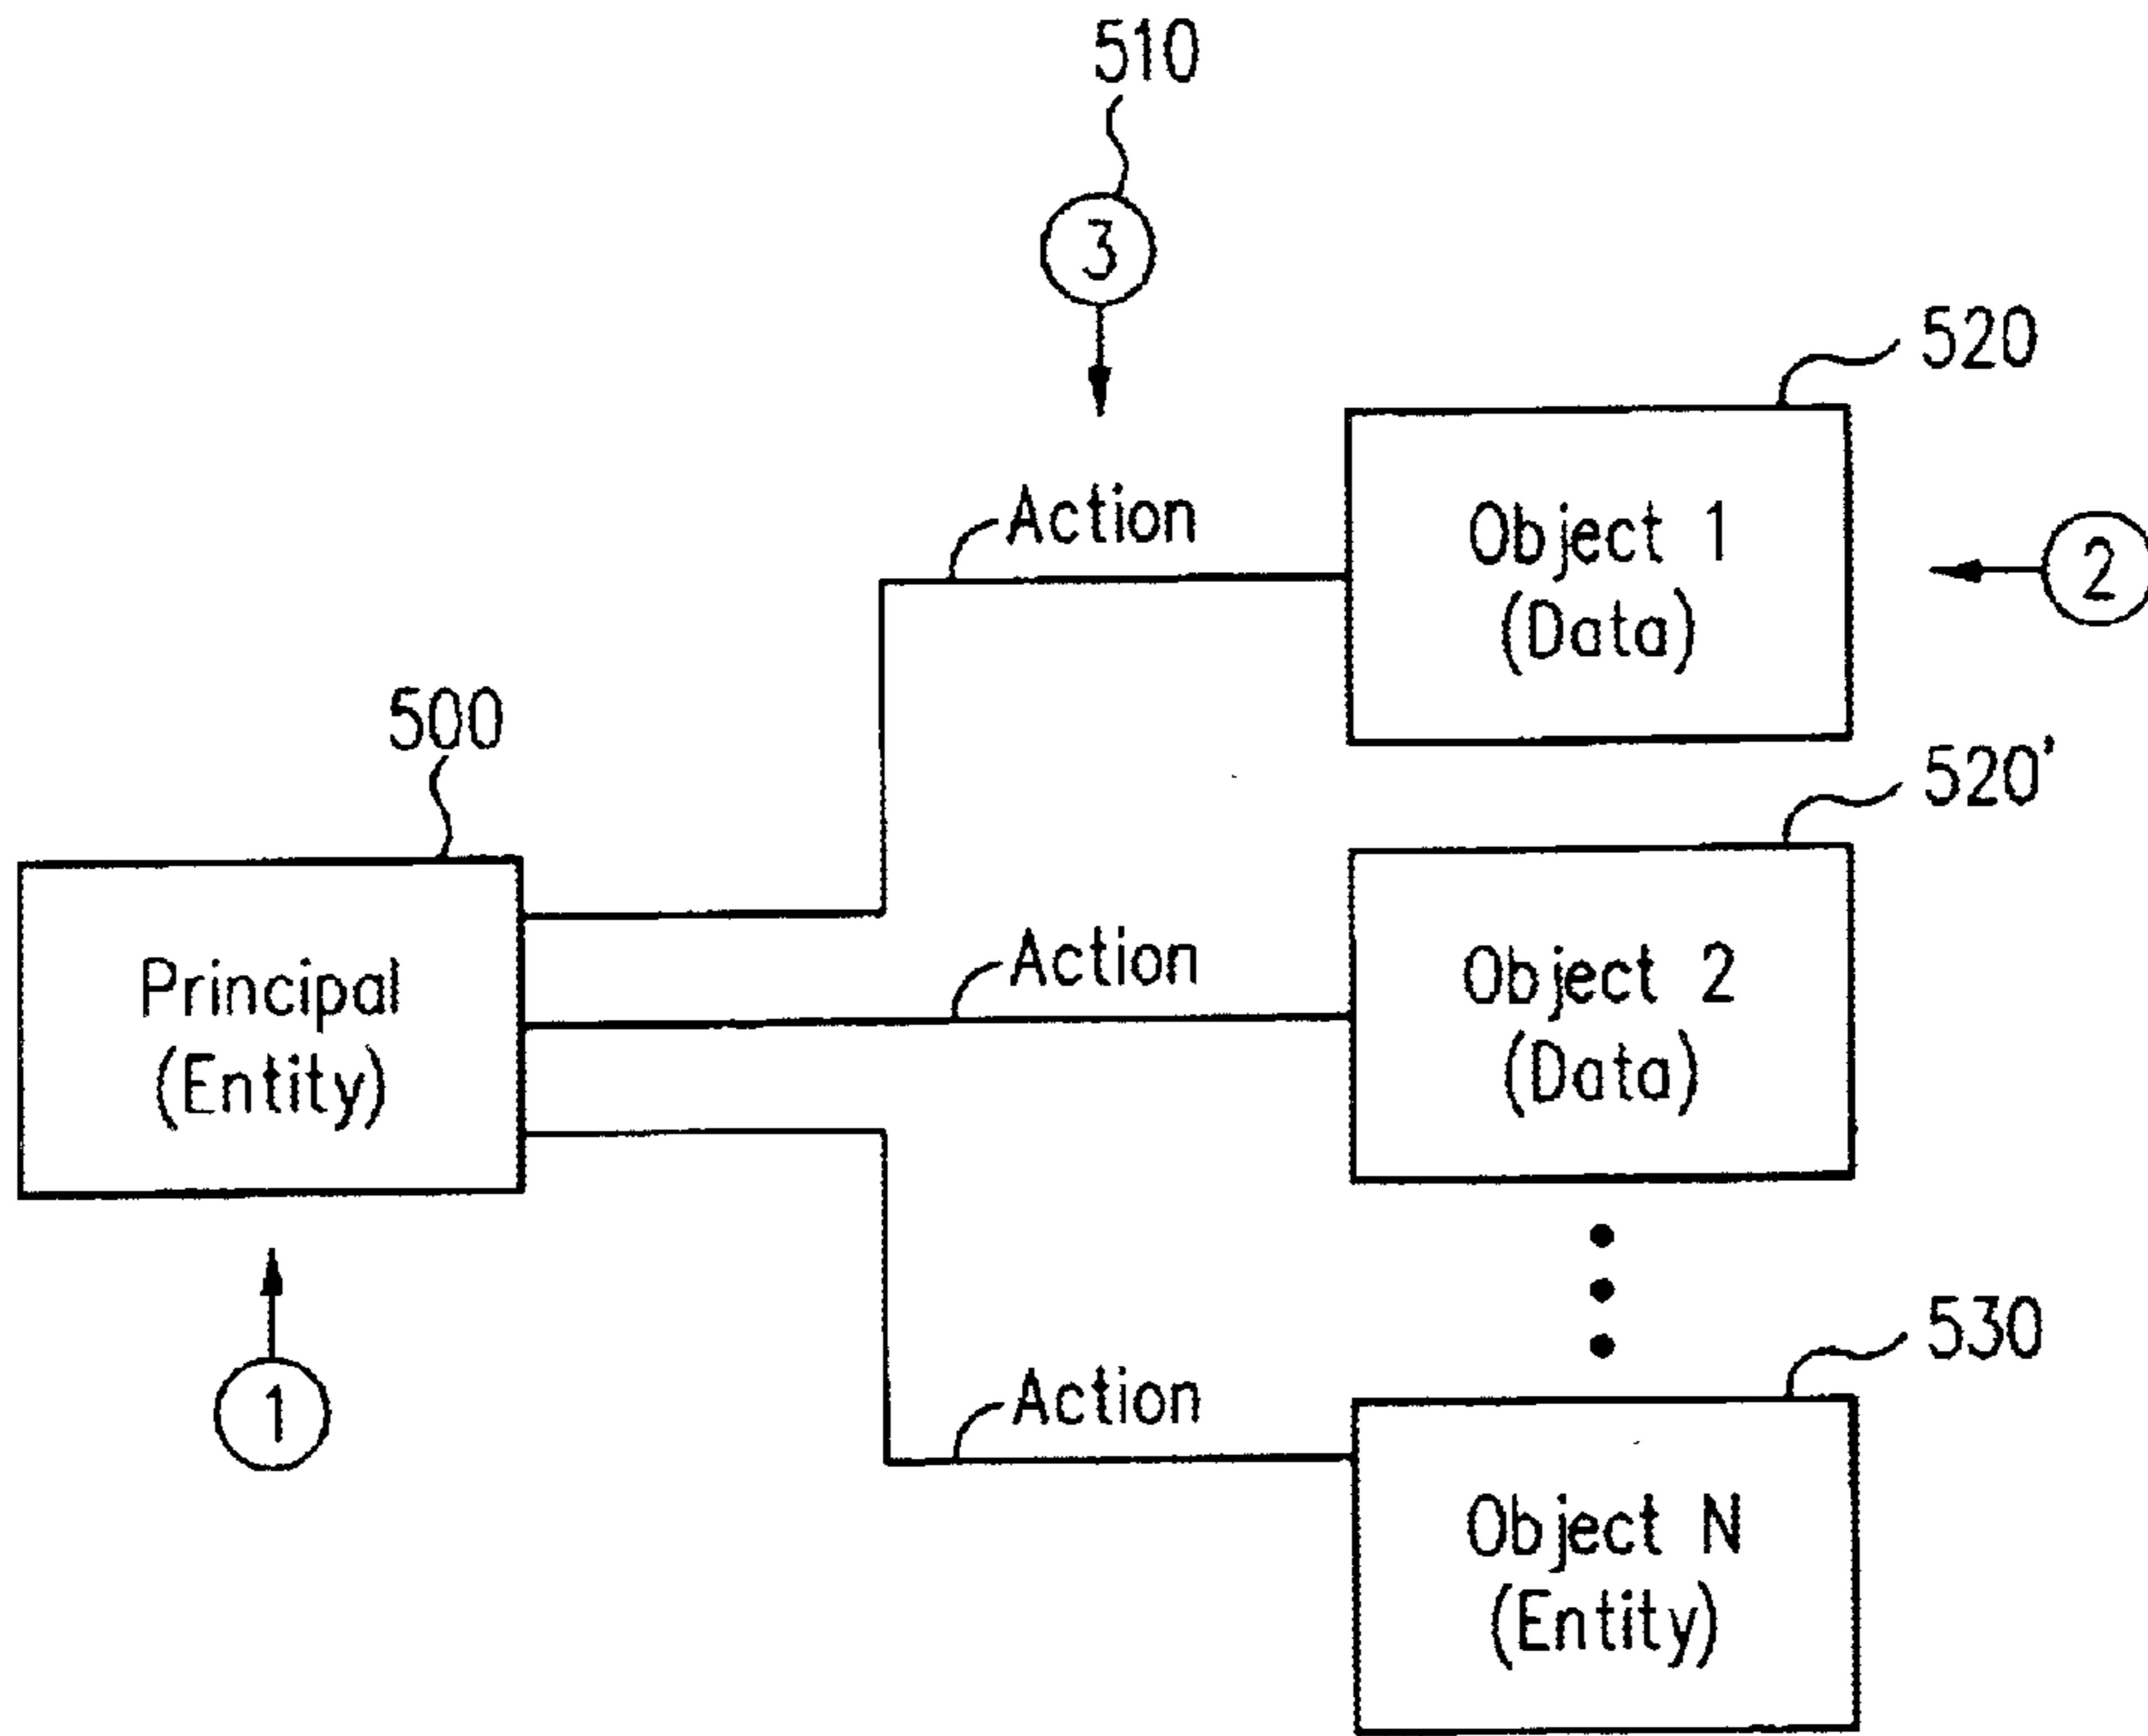 510
3
520
Action
Object 1
(Data)
2
500
520'
Action
Object 2
(Data)
Principal
(Entity)
530
1
Action
Object N
(Entity)